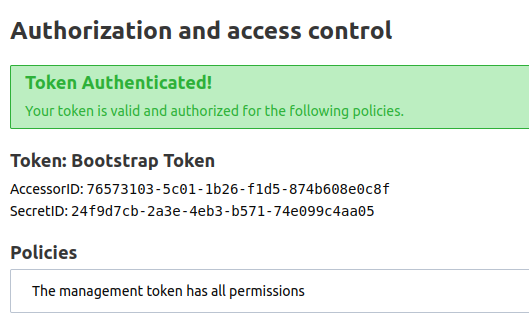 Authorization and access control
Token Authenticated!
Your token is valid and authorized for the following policies.
Token: Bootstrap Token
AccessorID: 76573103-5c01-1b26-f1d5-874b608e0c8f
SecretID: 24f9d7cb-2a3e-4eb3-b571-74e099c4aa05
Policies
The management token has all permissions